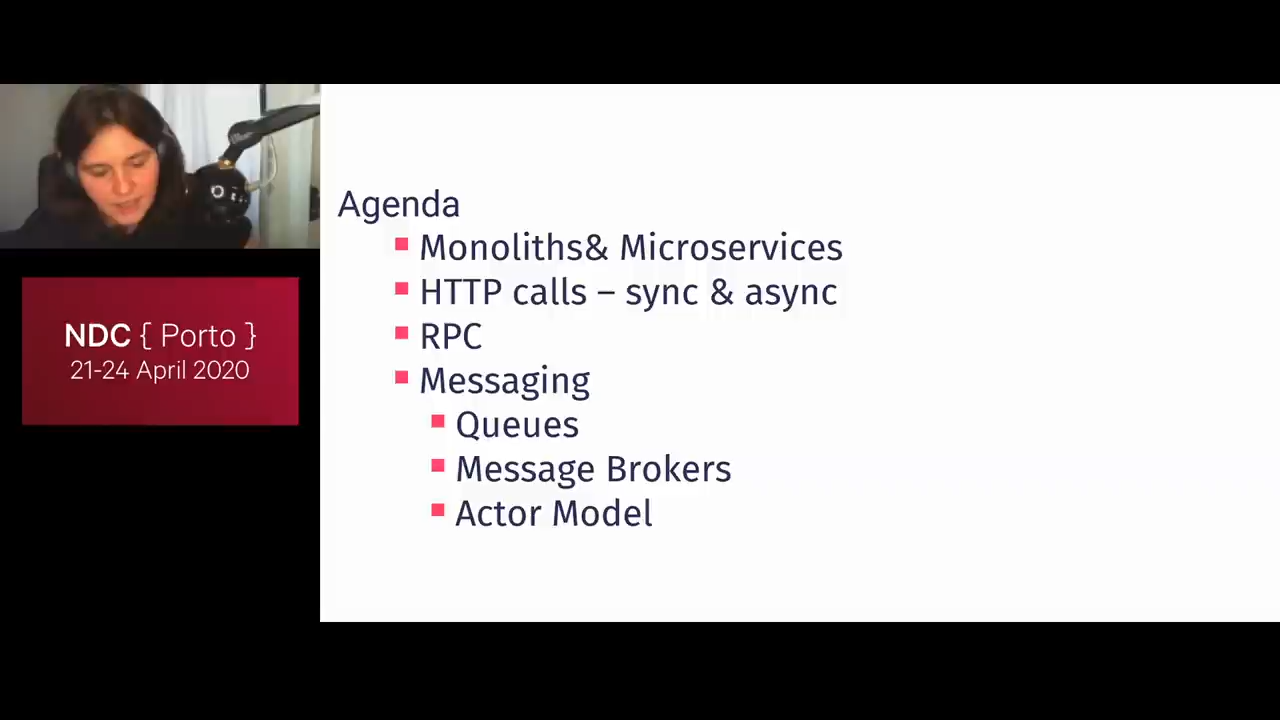 Agenda
Monoliths& Microservices
HTTP calls – sync & async
RPC
Messaging
Queues
Message Brokers
Actor Model
NDC { Porto }
21-24 April 2020